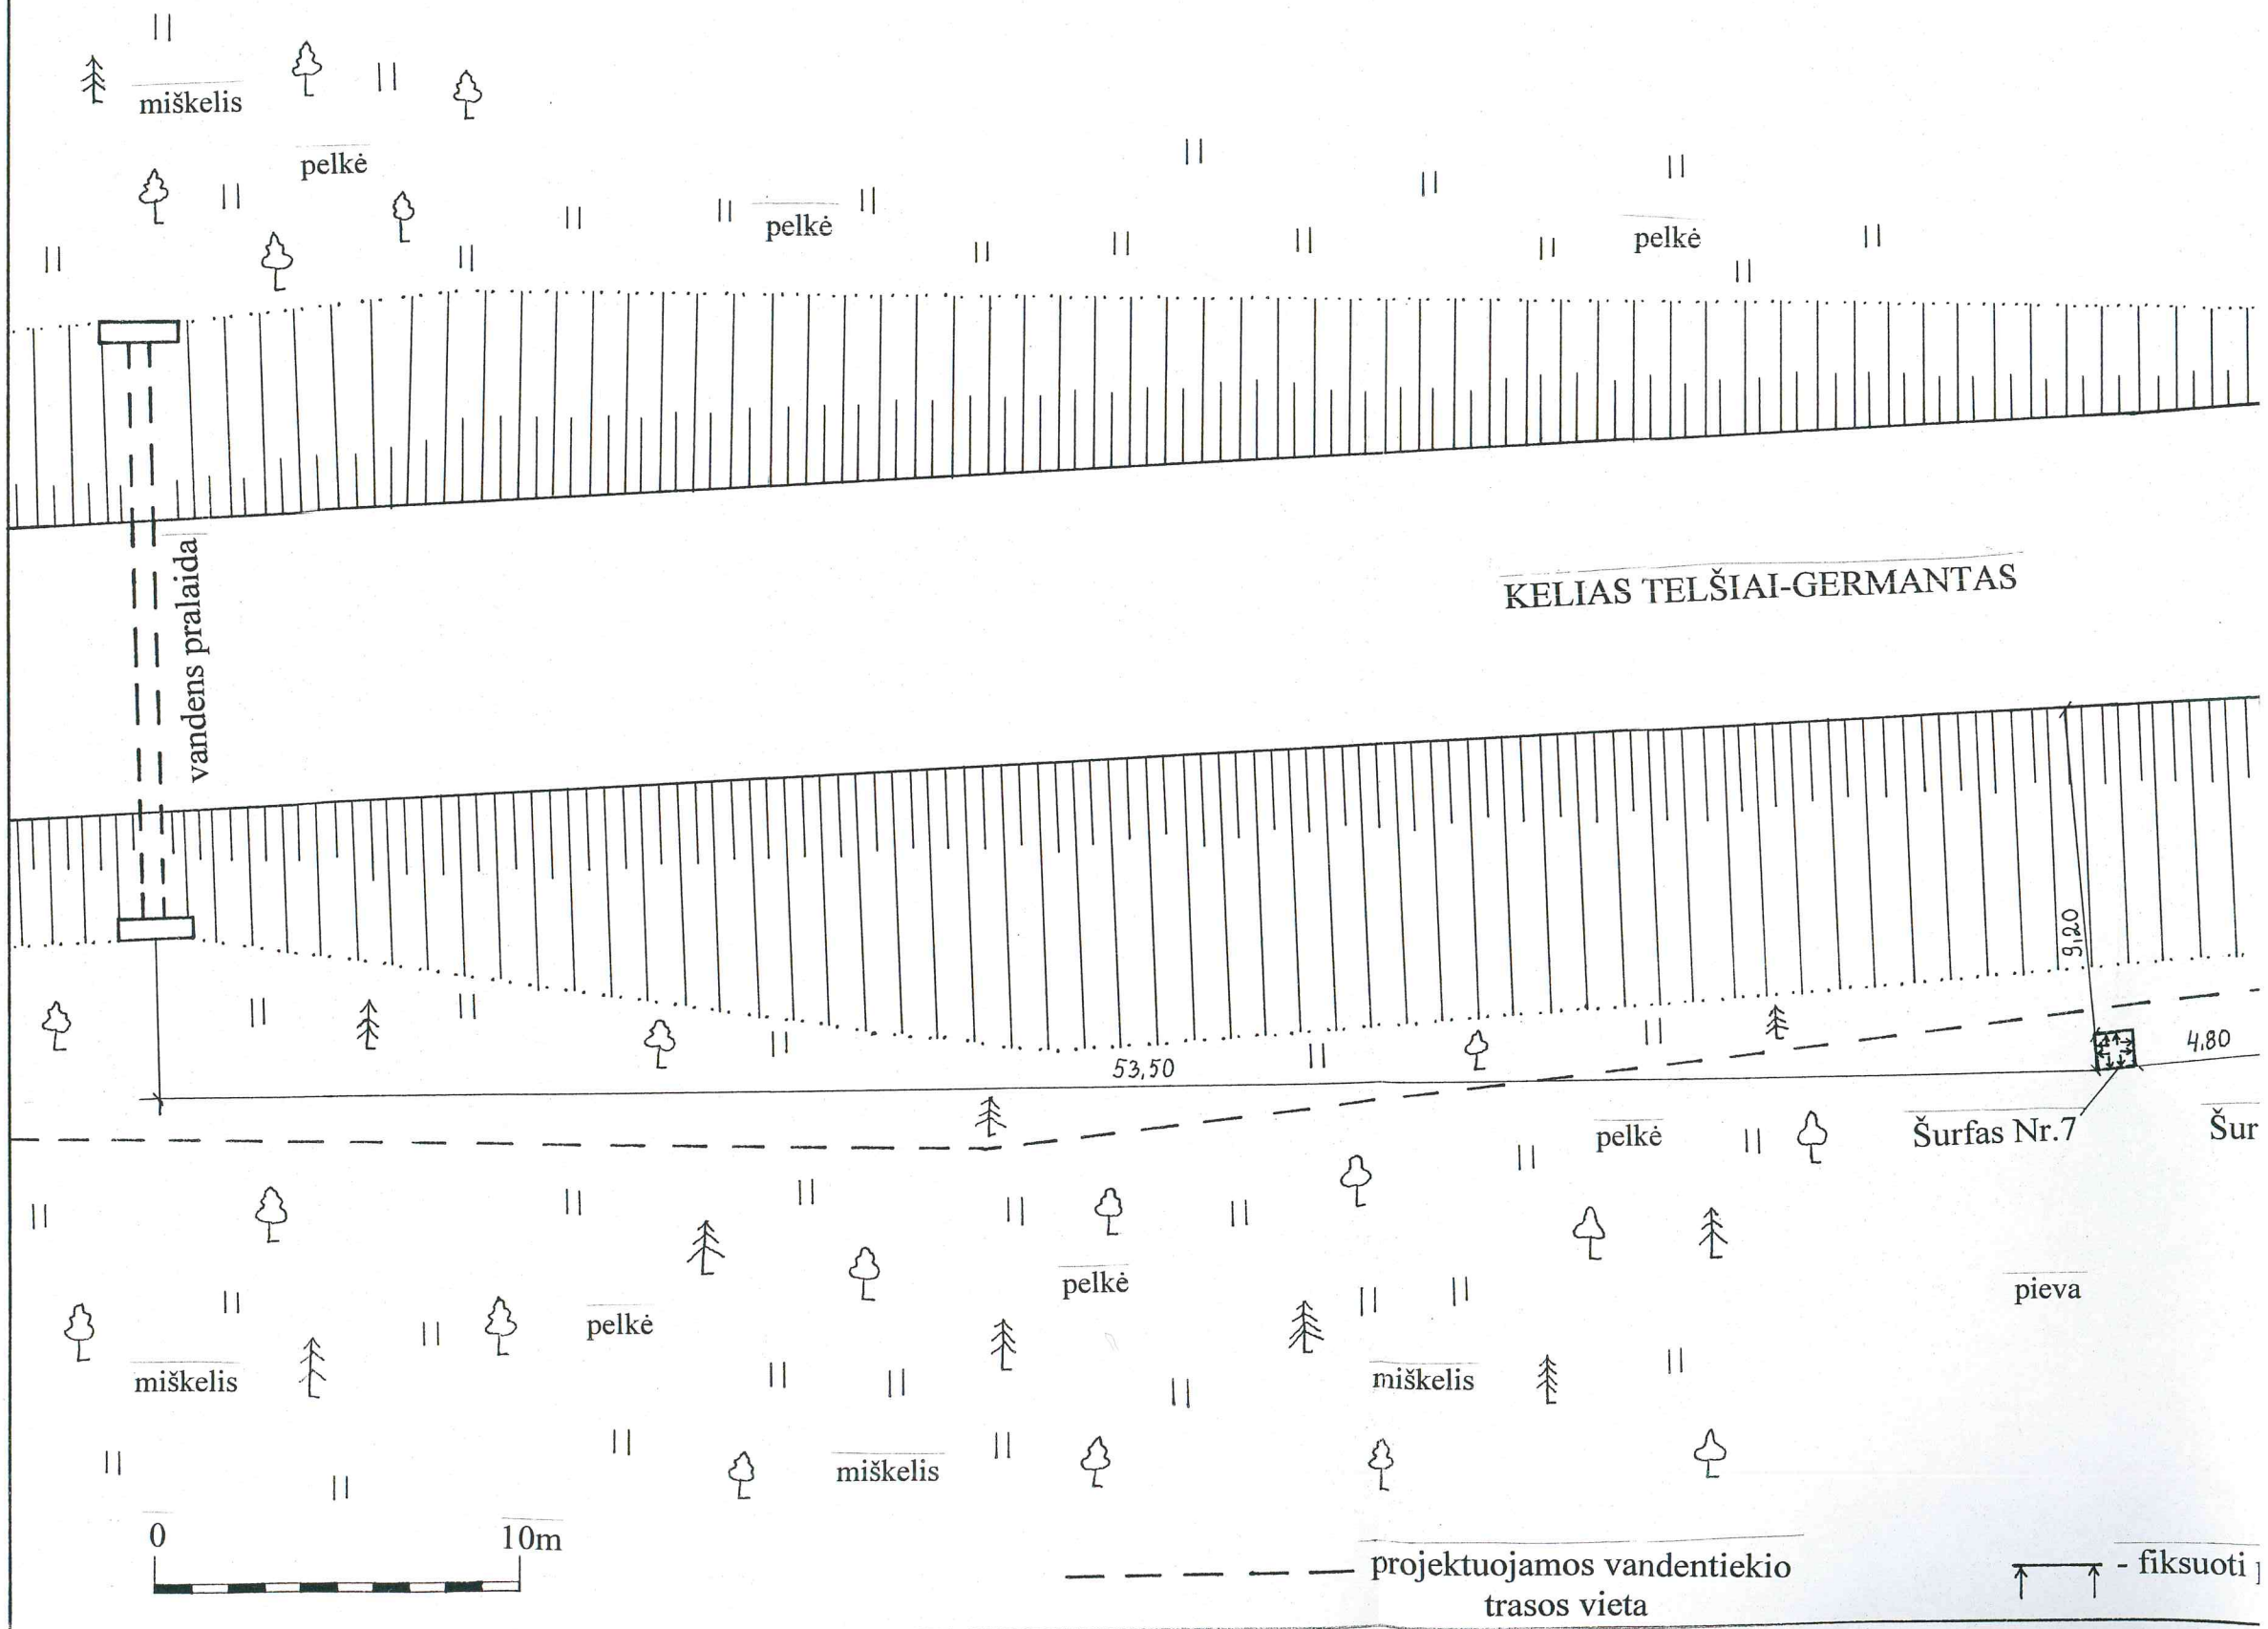 miškelis
pelkė
pelkė
pelkė
vandens pralaida
KELIAS TELŠIAI-GERMANTAS
9,20
53,50
4,80
pelkė
Šurfas Nr.7
Šur
pelkė
pieva
pelkė
miškelis
miškelis
miškelis
0 10m
projektuojamos vandentiekio
trasos vieta
- fiksuoti